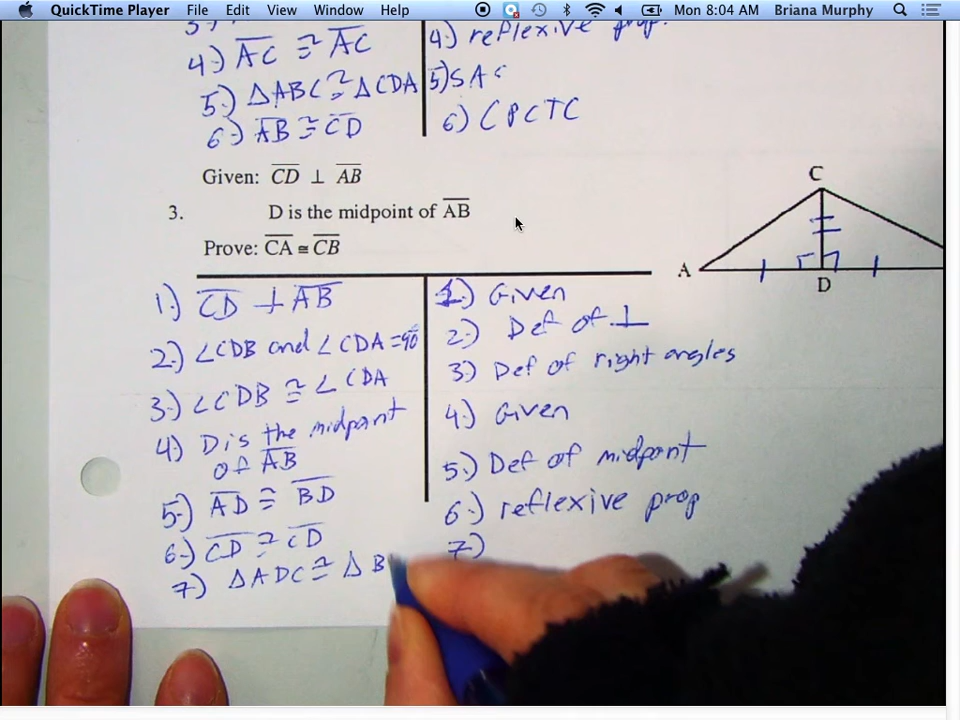 QuickTime Player File Edit View Window Help Mon 8:04 AM Briana Murphy
4.) AC ≅ AC 4.) reflexive prop.
5.) △ABC ≅ △CDA 5) SAS
6.) AB ≅ CD 6.) CPCTC
Given: CD ⊥ AB
3. D is the midpoint of AB
Prove: CA ≅ CB
C
A
D
1.) CD ⊥ AB 1.) Given
2.) ∠CDB and ∠CDA = 90 2.) Def of ⊥
3.) ∠CDB ≅ ∠CDA 3.) Def of right angles
4.) D is the midpoint 4.) Given
of AB
5.) AD ≅ BD 5.) Def of midpoint
6.) CD ≅ CD 6.) reflexive prop
7.) △ADC ≅ △B 7.)